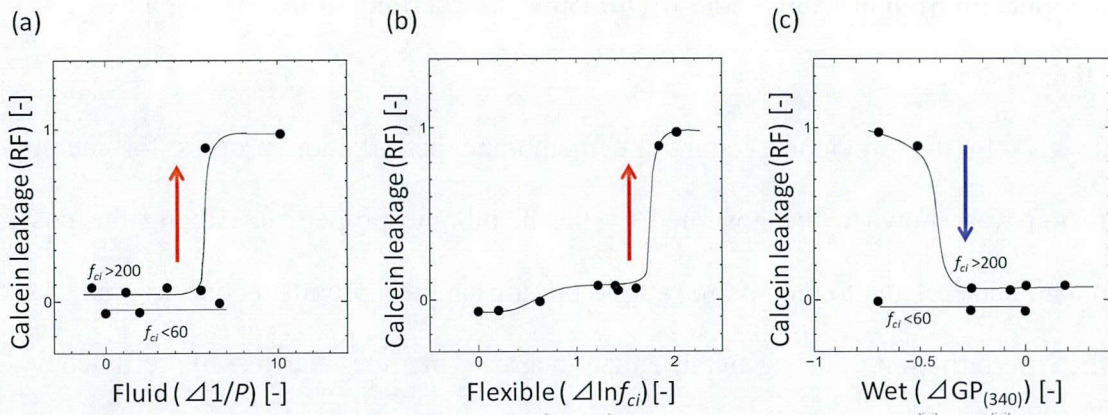 (a)
Calcein leakage (RF) [-]
1
0
f_ci >200
f_ci <60
0
10
Fluid (⊿1/P) [-]
(b)
Calcein leakage (RF) [-]
1
0
0
1
2
Flexible (⊿lnf_ci) [-]
(c)
Calcein leakage (RF) [-]
1
0
f_ci >200
f_ci <60
−1
−0.5
0
Wet (⊿GP(340)) [-]